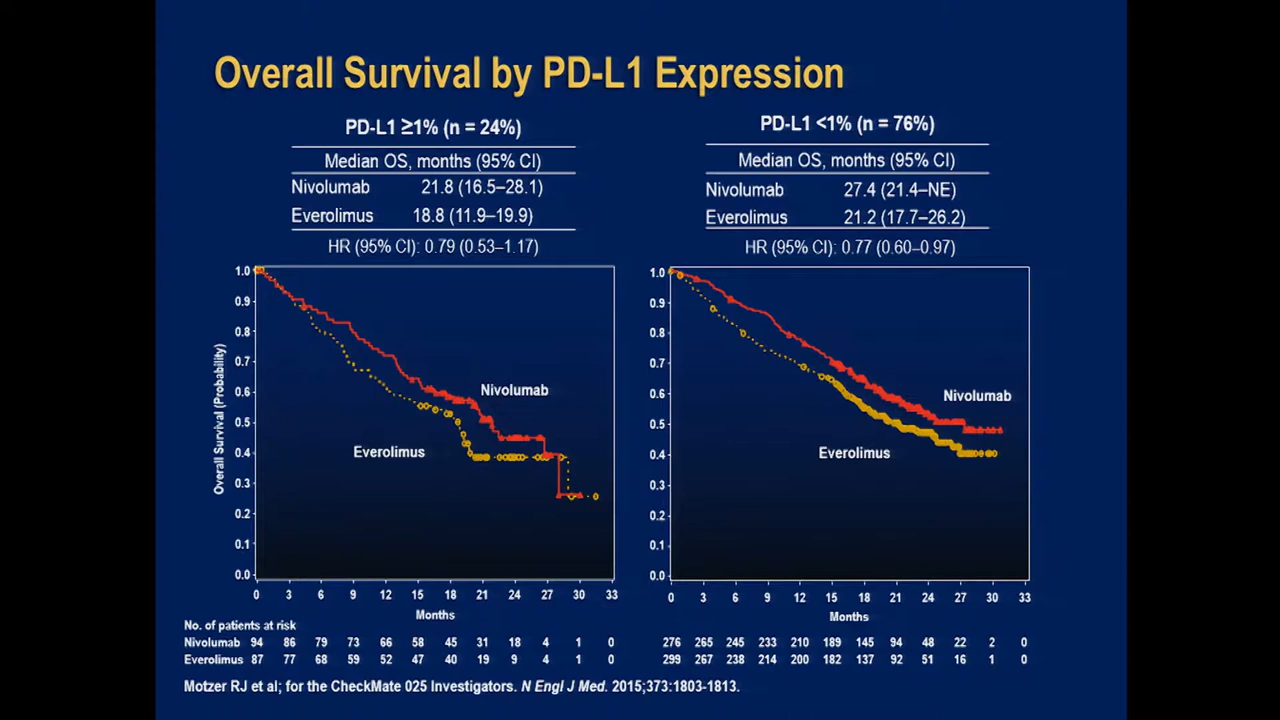 Overall Survival by PD-L1 Expression
PD-L1 ≥1% (n = 24%)
Median OS, months (95% CI)
Nivolumab 21.8 (16.5–28.1)
Everolimus 18.8 (11.9–19.9)
HR (95% CI): 0.79 (0.53–1.17)
PD-L1 <1% (n = 76%)
Median OS, months (95% CI)
Nivolumab 27.4 (21.4–NE)
Everolimus 21.2 (17.7–26.2)
HR (95% CI): 0.77 (0.60–0.97)
Overall Survival (Probability)
1.0
0.9
0.8
0.7
0.6
0.5
0.4
0.3
0.2
0.1
0.0
Nivolumab
Everolimus
0 3 6 9 12 15 18 21 24 27 30 33
Months
1.0
0.9
0.8
0.7
0.6
0.5
0.4
0.3
0.2
0.1
0.0
Nivolumab
Everolimus
0 3 6 9 12 15 18 21 24 27 30 33
Months
No. of patients at risk
Nivolumab 94 86 79 73 66 58 45 31 18 4 1 0
Everolimus 87 77 68 59 52 47 40 19 9 4 1 0
276 265 245 233 210 189 145 94 48 22 2 0
299 267 238 214 200 182 137 92 51 16 1 0
Motzer RJ et al; for the CheckMate 025 Investigators. N Engl J Med. 2015;373:1803-1813.